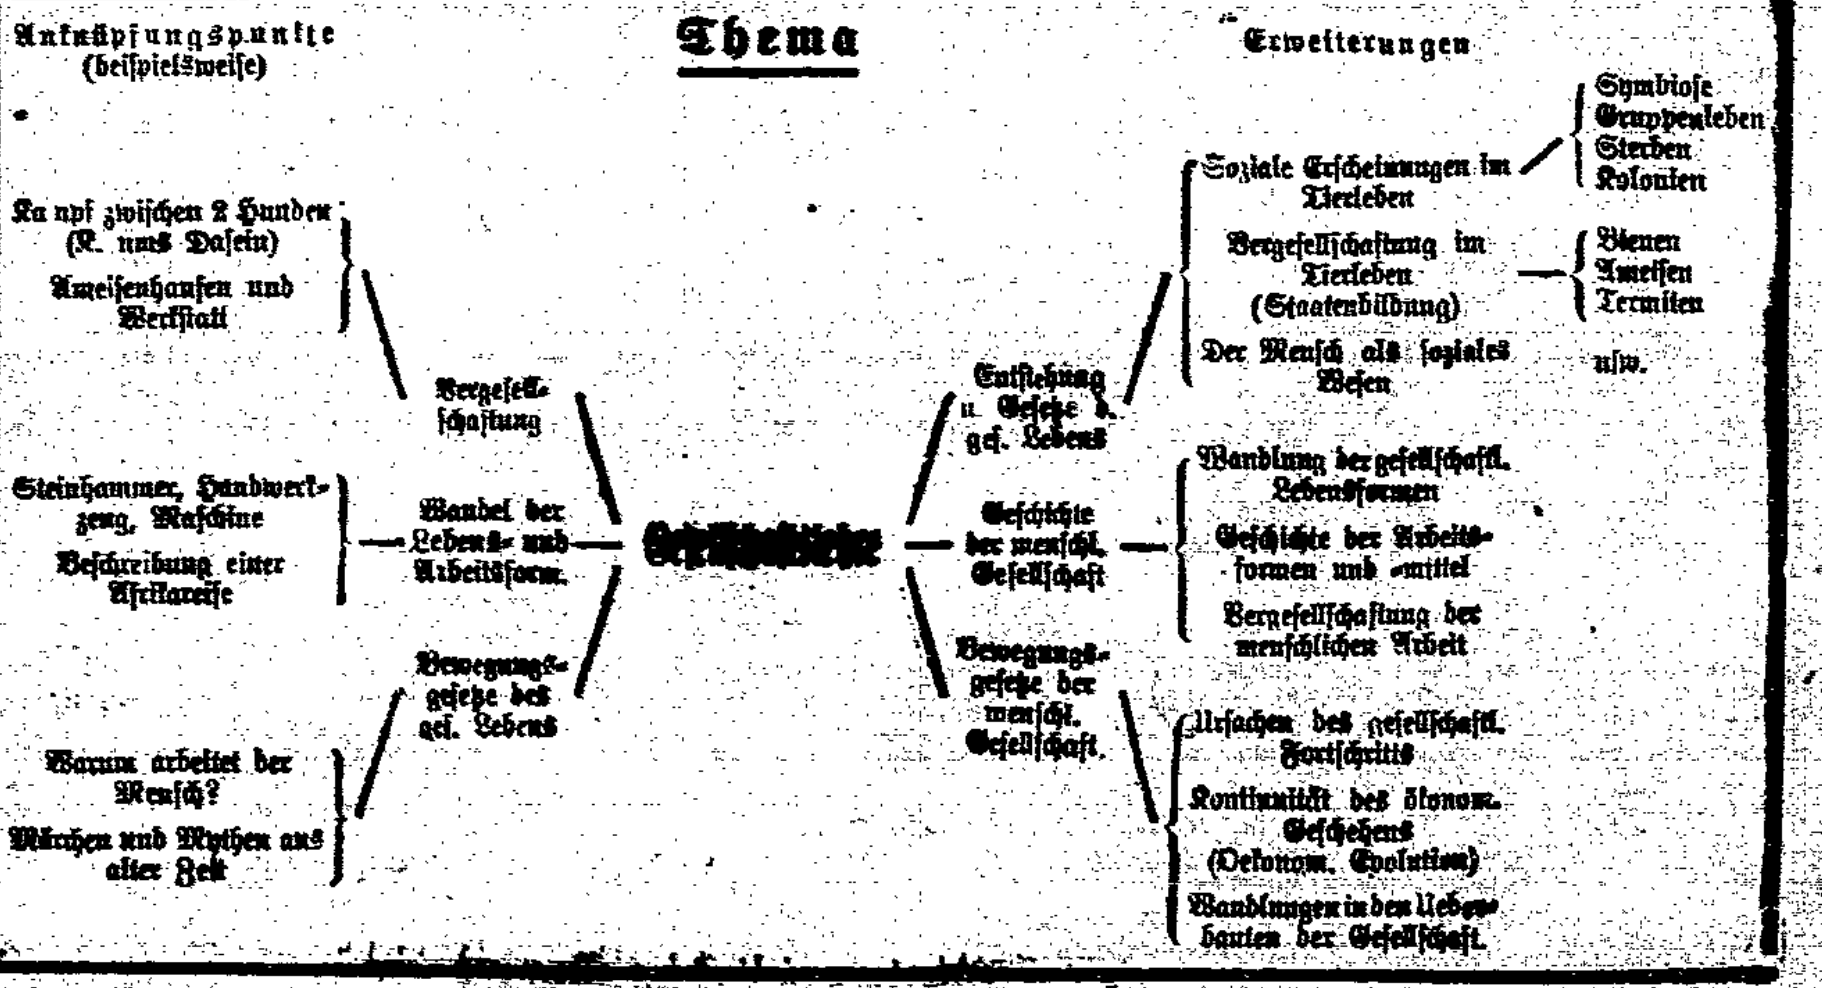 Anknüpfungspunkte
(beispielsweise)
Kampf zwischen 2 Hunden
(K. ums Dasein)
Ameisenhaufen und
Werkstatt
Steinhammer, Handwerk-
zeug, Maschine
Beschreibung einer
Afrikareise
Warum arbeitet der
Mensch?
Märchen und Mythen aus
alter Zeit
Vergesell-
schaftung
Wandel der
Lebens- und
Arbeitsform.
Bewegungs-
gesetze des
ges. Lebens
Thema
Entstehung
u. Gesetze d.
ges. Lebens
Geschichte
der menschl.
Gesellschaft
Bewegungs-
gesetze der
menschl.
Gesellschaft.
Erweiterungen
Soziale Erscheinungen im
Tierleben
Vergesellschaftung im
Tierleben
(Staatenbildung)
Der Mensch als soziales
Wesen
Wandlung der gesellschaftl.
Lebensformen
Geschichte der Arbeits-
formen und -mittel
Vergesellschaftung der
menschlichen Arbeit
Ursachen des gesellschaftl.
Fortschritts
Kontinuität des ökonom.
Geschehens
(Oekonom. Evolution)
Wandlungen in den Ueber-
bauten der Gesellschaft.
Symbiose
Gruppenleben
Sterben
Kolonien
Bienen
Ameisen
Termiten
usw.